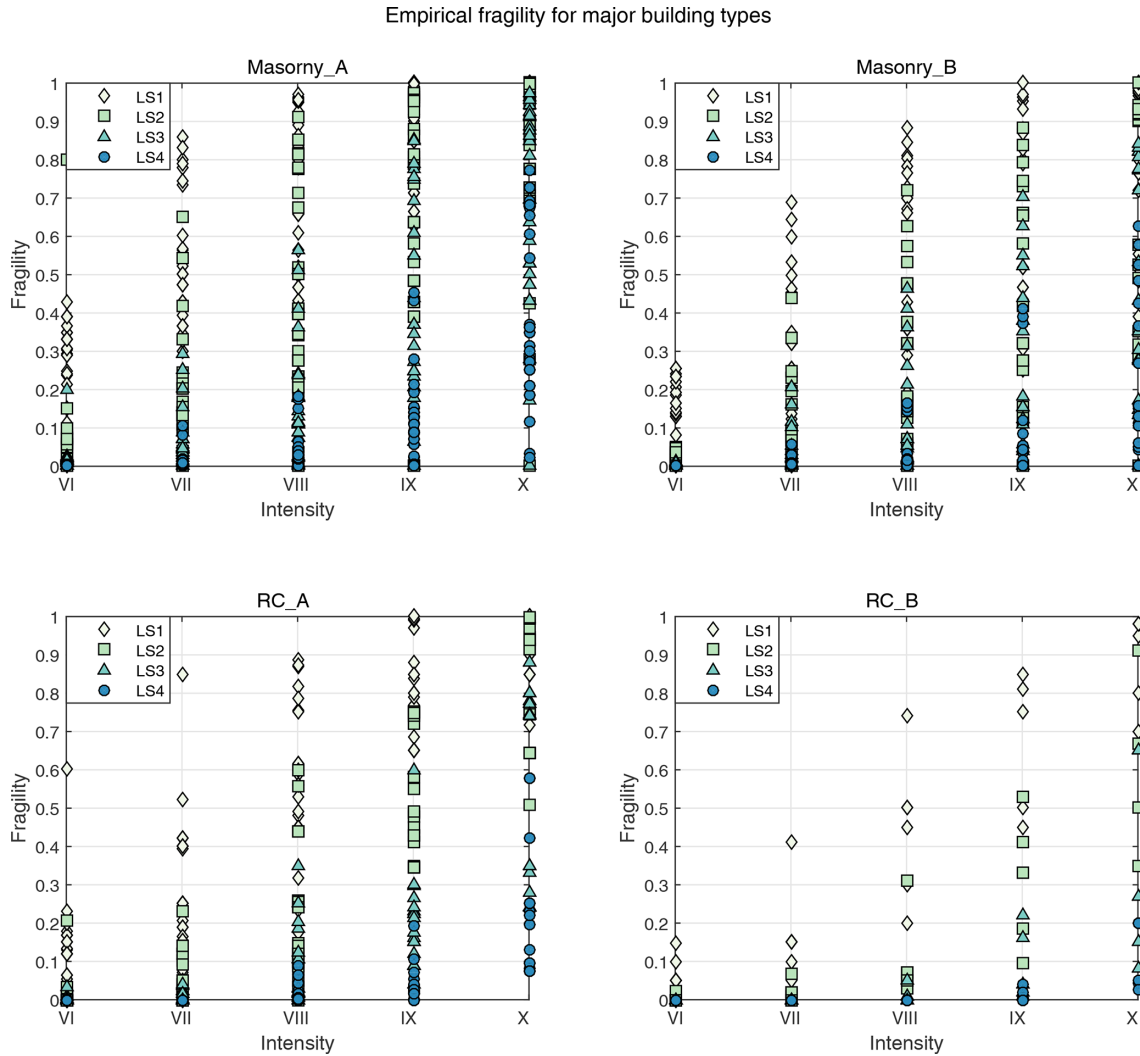 Empirical fragility for major building types
Masorny_A
LS1
LS2
LS3
LS4
1
0.9
0.8
0.7
0.6
0.5
0.4
0.3
0.2
0.1
0
Fragility
VI VII VIII IX X
Intensity
Masonry_B
LS1
LS2
LS3
LS4
1
0.9
0.8
0.7
0.6
0.5
0.4
0.3
0.2
0.1
0
Fragility
VI VII VIII IX X
Intensity
RC_A
LS1
LS2
LS3
LS4
1
0.9
0.8
0.7
0.6
0.5
0.4
0.3
0.2
0.1
0
Fragility
VI VII VIII IX X
Intensity
RC_B
LS1
LS2
LS3
LS4
1
0.9
0.8
0.7
0.6
0.5
0.4
0.3
0.2
0.1
0
Fragility
VI VII VIII IX X
Intensity